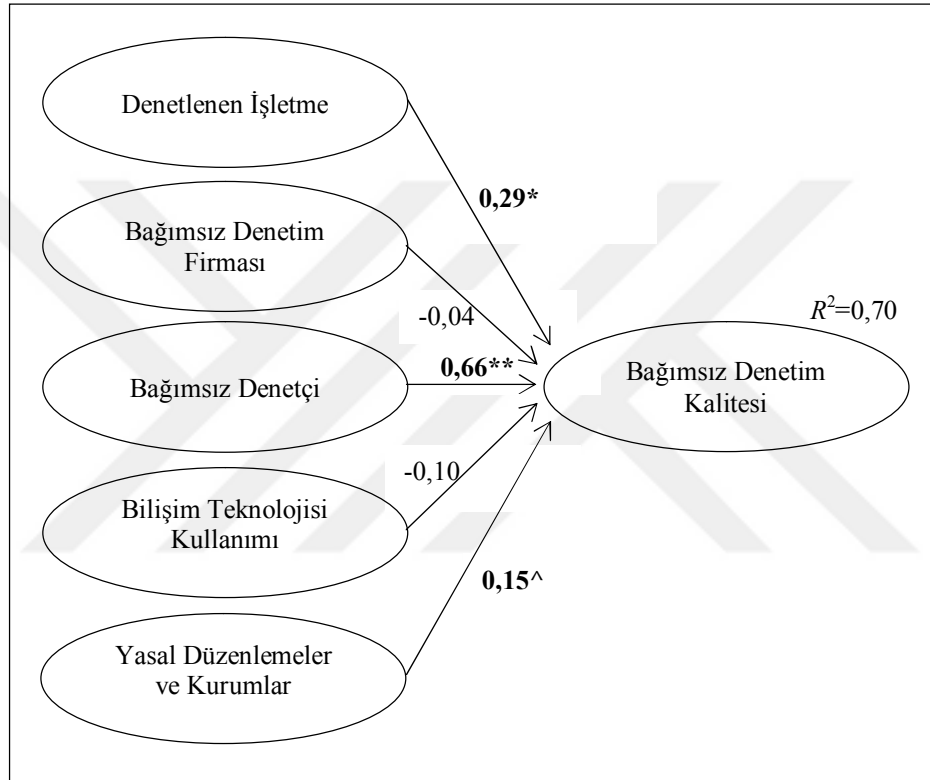 Denetlenen İşletme
0,29*
Bağımsız Denetim
Firması
-0,04
R²=0,70
Bağımsız Denetçi
0,66**
Bağımsız Denetim
Kalitesi
-0,10
Bilişim Teknolojisi
Kullanımı
0,15^
Yasal Düzenlemeler
ve Kurumlar